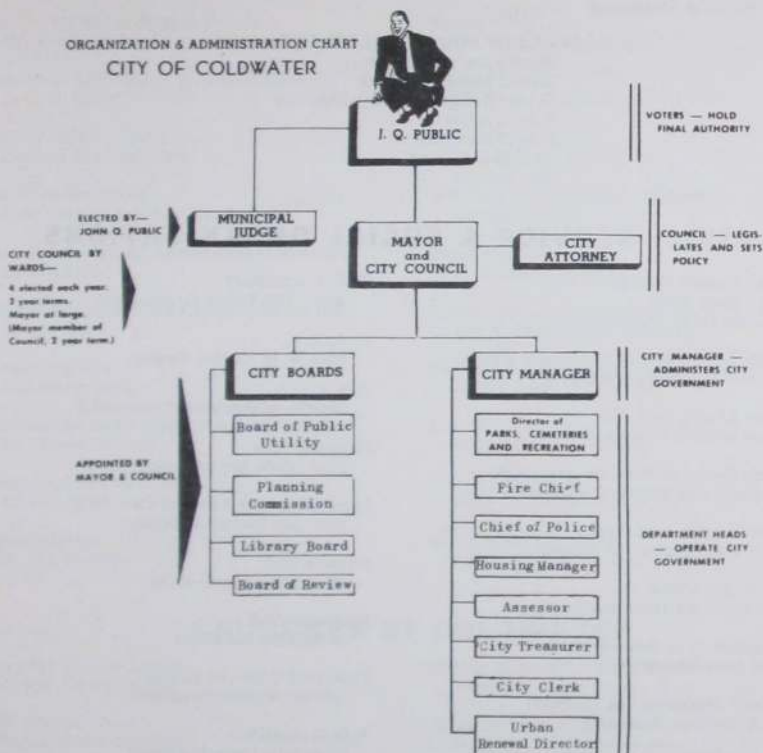 ORGANIZATION & ADMINISTRATION CHART
CITY OF COLDWATER
J. Q. PUBLIC
VOTERS — HOLD
FINAL AUTHORITY
ELECTED BY—
JOHN Q. PUBLIC
MUNICIPAL
JUDGE
MAYOR
and
CITY COUNCIL
CITY
ATTORNEY
COUNCIL — LEGIS-
LATES AND SETS
POLICY
CITY COUNCIL BY
WARDS—
4 elected each year.
2 year terms.
Mayor at large.
(Mayor member of
Council, 2 year term.)
CITY BOARDS
CITY MANAGER
CITY MANAGER —
ADMINISTERS CITY
GOVERNMENT
APPOINTED BY
MAYOR & COUNCIL
Board of Public
Utility
Planning
Commission
Library Board
Board of Review
Director of
PARKS, CEMETERIES
AND RECREATION
Fire Chief
Chief of Police
Housing Manager
Assessor
City Treasurer
City Clerk
Urban
Renewal Director
DEPARTMENT HEADS
— OPERATE CITY
GOVERNMENT